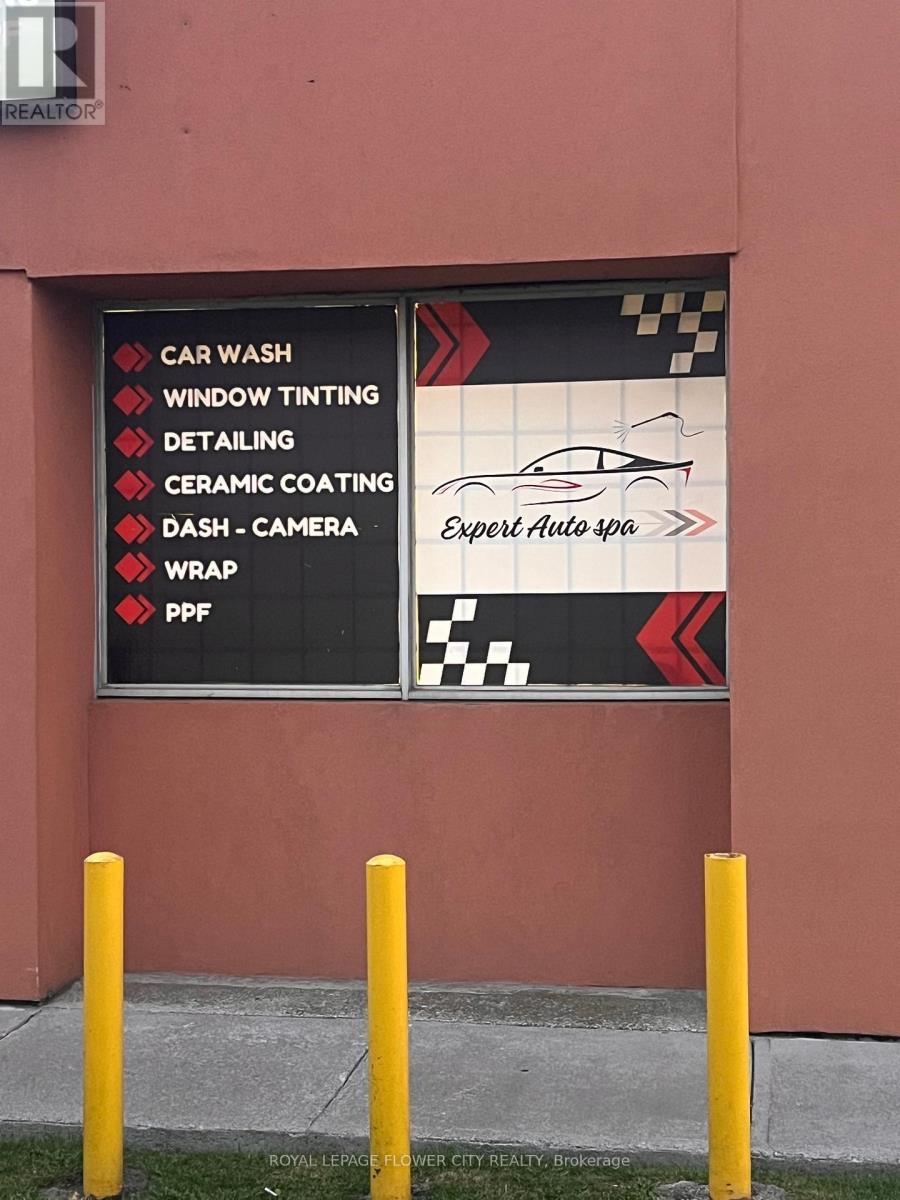 REALTOR®
CAR WASH
WINDOW TINTING
DETAILING
CERAMIC COATING
DASH - CAMERA
WRAP
PPF
Expert Auto spa
ROYAL LEPAGE FLOWER CITY REALTY, Brokerage